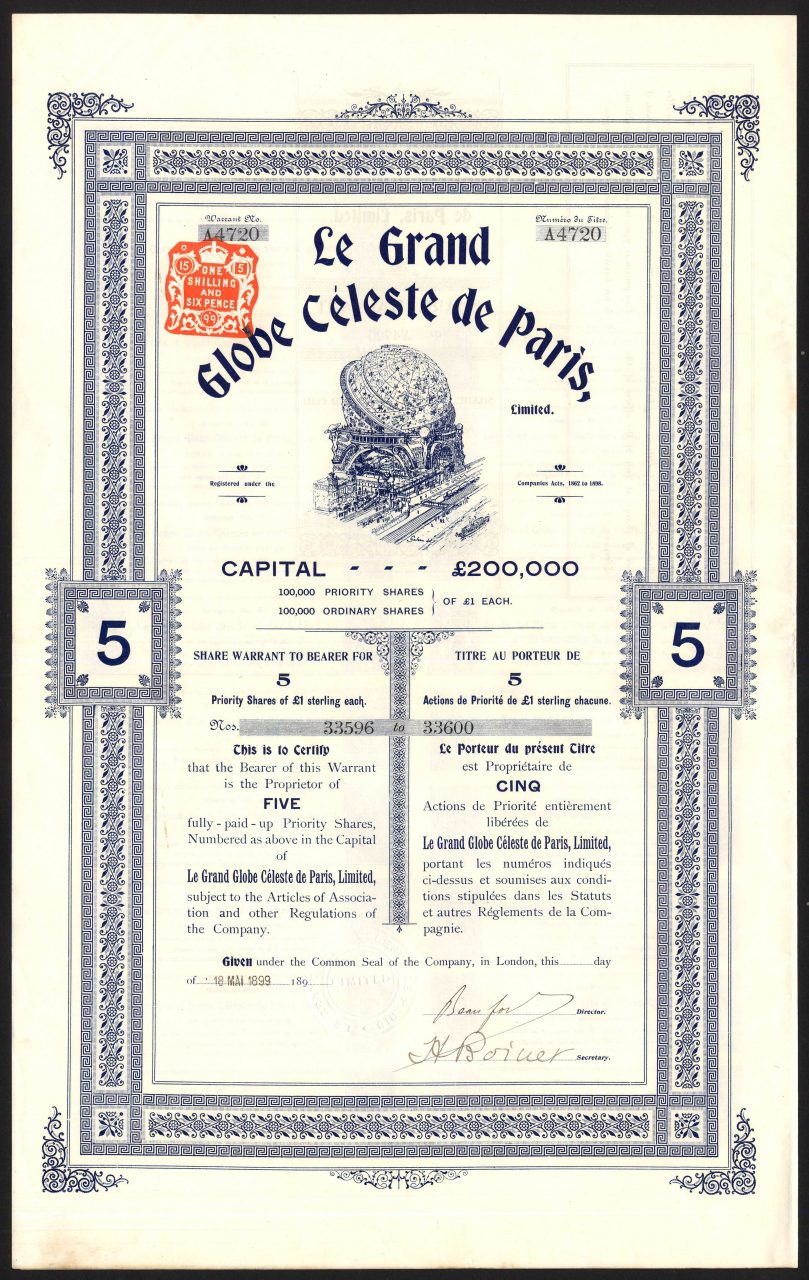 Warrant No.
A4720
Numéro du Titre.
A4720
15
5
ONE
SHILLING
AND
SIX PENCE
99
Le Grand
Globe Céleste de Paris,
Limited.
Registered under the
Companies Acts, 1862 to 1898.
CAPITAL - - - £200,000
100,000 PRIORITY SHARES
100,000 ORDINARY SHARES
OF £1 EACH.
5
5
SHARE WARRANT TO BEARER FOR
5
Priority Shares of £1 sterling each.
TITRE AU PORTEUR DE
5
Actions de Priorité de £1 sterling chacune.
Nos. 33596 to 33600
This is to Certify
that the Bearer of this Warrant
is the Proprietor of
FIVE
fully-paid-up Priority Shares,
Numbered as above in the Capital
of
Le Grand Globe Céleste de Paris, Limited,
subject to the Articles of Associa-
tion and other Regulations of
the Company.
Le Porteur du présent Titre
est Propriétaire de
CINQ
Actions de Priorité entièrement
libérées de
Le Grand Globe Céleste de Paris, Limited,
portant les numéros indiqués
ci-dessus et soumises aux condi-
tions stipulées dans les Statuts
et autres Réglements de la Com-
pagnie.
Given under the Common Seal of the Company, in London, this day
of 18 MAI 1899 189
Director.
H Boinet Secretary.